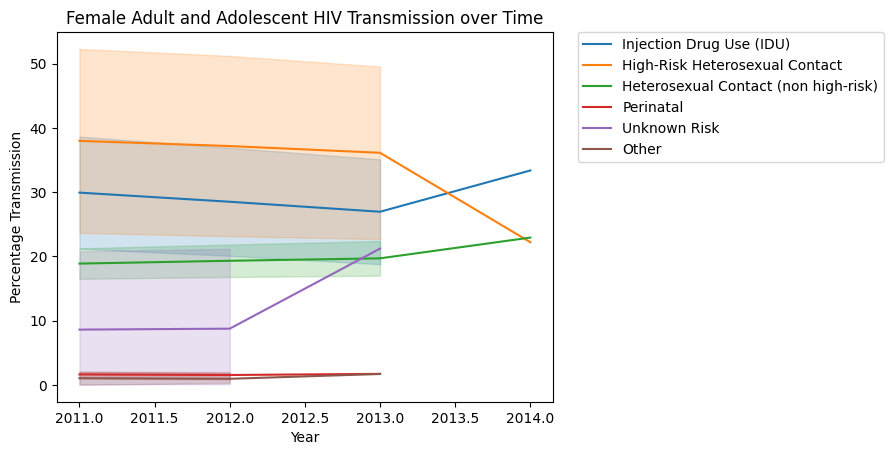 Female Adult and Adolescent HIV Transmission over Time
Percentage Transmission
50
40
30
20
10
0
2011.0 2011.5 2012.0 2012.5 2013.0 2013.5 2014.0
Year
Injection Drug Use (IDU)
High-Risk Heterosexual Contact
Heterosexual Contact (non high-risk)
Perinatal
Unknown Risk
Other